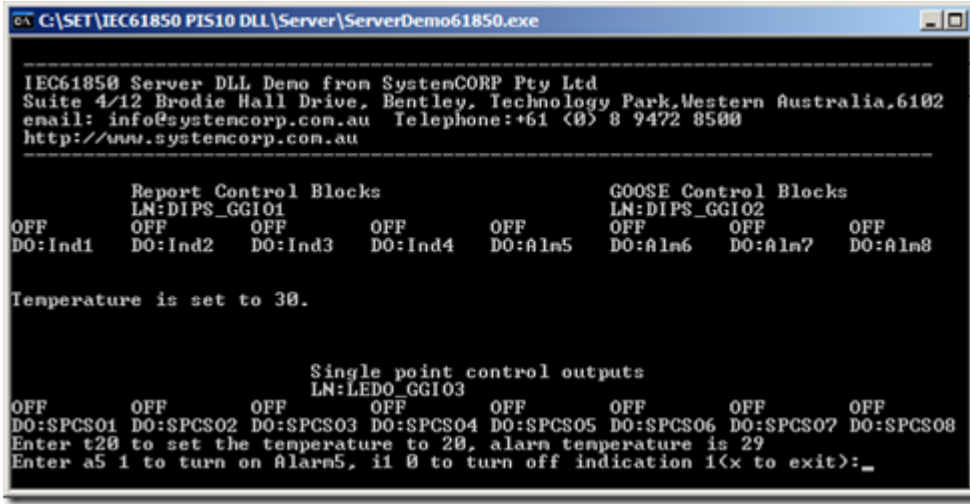 C:\SET\IEC61850 PIS10 DLL\Server\ServerDemo61850.exe
IEC61850 Server DLL Demo from SystemCORP Pty Ltd
Suite 4/12 Brodie Hall Drive, Bentley, Technology Park,Western Australia,6102
email: info@systemcorp.com.au Telephone:+61 (0) 8 9472 8500
http://www.systemcorp.com.au
Report Control Blocks GOOSE Control Blocks
LN:DIPS_GGIO1 LN:DIPS_GGIO2
OFF OFF OFF OFF OFF OFF OFF OFF
DO:Ind1 DO:Ind2 DO:Ind3 DO:Ind4 DO:Alm5 DO:Alm6 DO:Alm7 DO:Alm8
Temperature is set to 30.
Single point control outputs
LN:LEDO_GGIO3
OFF OFF OFF OFF OFF OFF OFF OFF
DO:SPCSO1 DO:SPCSO2 DO:SPCSO3 DO:SPCSO4 DO:SPCSO5 DO:SPCSO6 DO:SPCSO7 DO:SPCSO8
Enter t20 to set the temperature to 20, alarm temperature is 29
Enter a5 1 to turn on Alarm5, i1 0 to turn off indication 1(x to exit):_